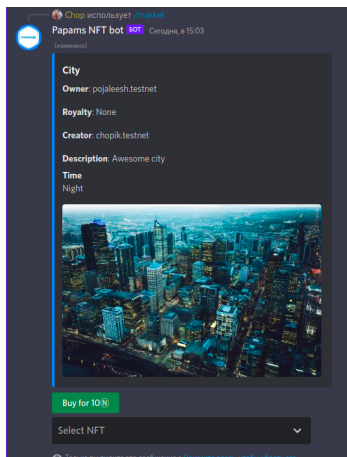 Chop использует /market
Papams NFT bot БОТ Сегодня, в 15:03
(изменено)
City
Owner: pojaleesh.testnet
Royalty: None
Creator: chopik.testnet
Description: Awesome city
Time
Night
Buy for 10Ⓝ
Select NFT